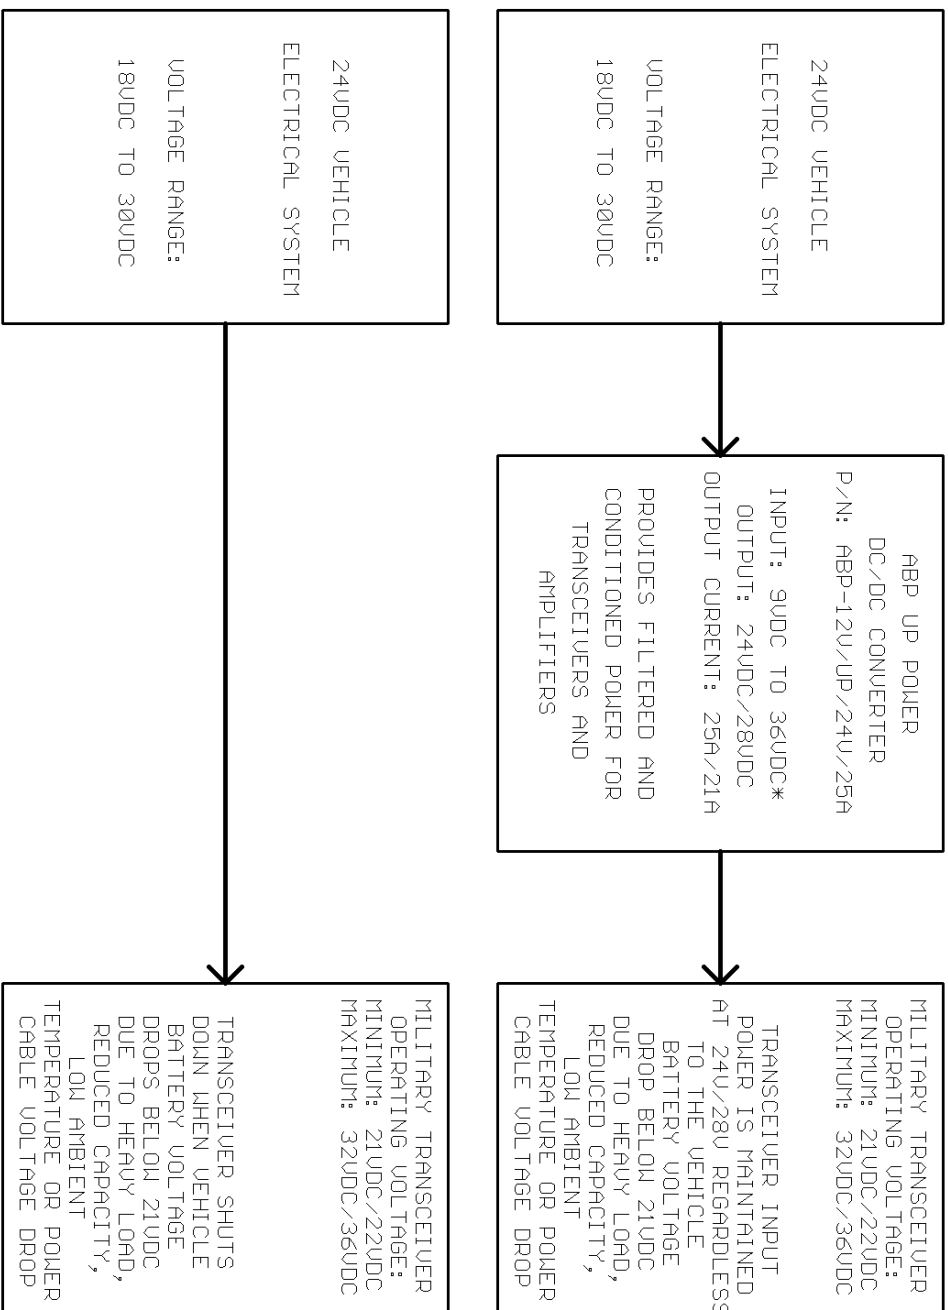 24VDC VEHICLE
ELECTRICAL SYSTEM
VOLTAGE RANGE:
18VDC TO 30VDC
ABP UP POWER
DC/DC CONVERTER
P/N: ABP-12V/UP/24V/25A
INPUT: 9VDC TO 36VDC*
OUTPUT: 24VDC/28VDC
OUTPUT CURRENT: 25A/21A
PROVIDES FILTERED AND
CONDITIONED POWER FOR
TRANSCEIVERS AND
AMPLIFIERS
MILITARY TRANSCEIVER
OPERATING VOLTAGE:
MINIMUM: 21VDC/22VDC
MAXIMUM: 32VDC/36VDC
TRANSCEIVER INPUT
POWER IS MAINTAINED
AT 24V/28V REGARDLESS
TO THE VEHICLE
BATTERY VOLTAGE
DROP BELOW 21VDC
DUE TO HEAVY LOAD,
REDUCED CAPACITY,
LOW AMBIENT
TEMPERATURE OR POWER
CABLE VOLTAGE DROP
24VDC VEHICLE
ELECTRICAL SYSTEM
VOLTAGE RANGE:
18VDC TO 30VDC
MILITARY TRANSCEIVER
OPERATING VOLTAGE:
MINIMUM: 21VDC/22VDC
MAXIMUM: 32VDC/36VDC
TRANSCEIVER SHUTS
DOWN WHEN VEHICLE
BATTERY VOLTAGE
DROPS BELOW 21VDC
DUE TO HEAVY LOAD,
REDUCED CAPACITY,
LOW AMBIENT
TEMPERATURE OR POWER
CABLE VOLTAGE DROP